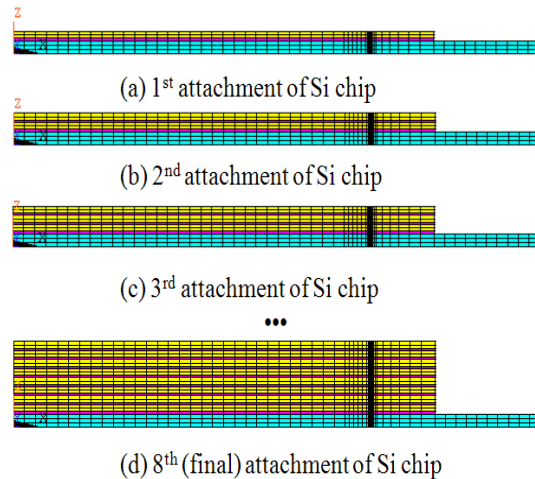 Z
X
(a) 1st attachment of Si chip
Z
X
(b) 2nd attachment of Si chip
Z
X
(c) 3rd attachment of Si chip
•••
X
(d) 8th (final) attachment of Si chip